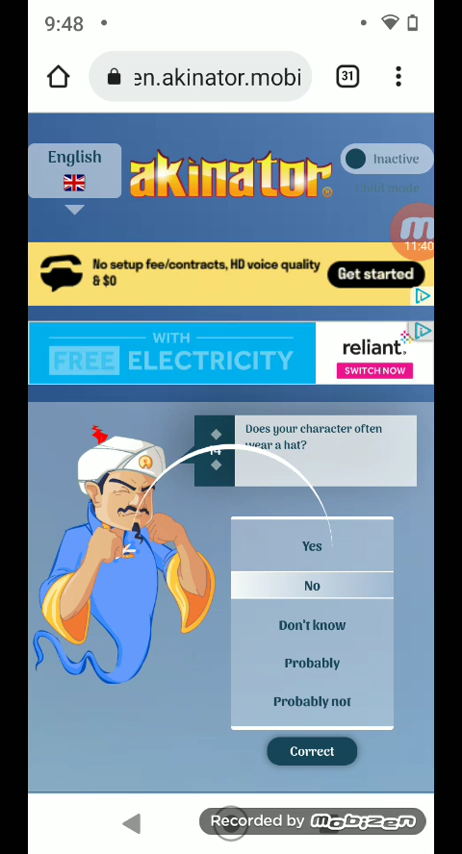 9:48
en.akinator.mobi
31
English
akinator
Inactive
11:40
No setup fee/contracts, HD voice quality
& $0
Get started
WITH
FREE ELECTRICITY
reliant
SWITCH NOW
Does your character often
wear a hat?
14
Yes
No
Don't know
Probably
Probably not
Correct
Recorded by mobizen